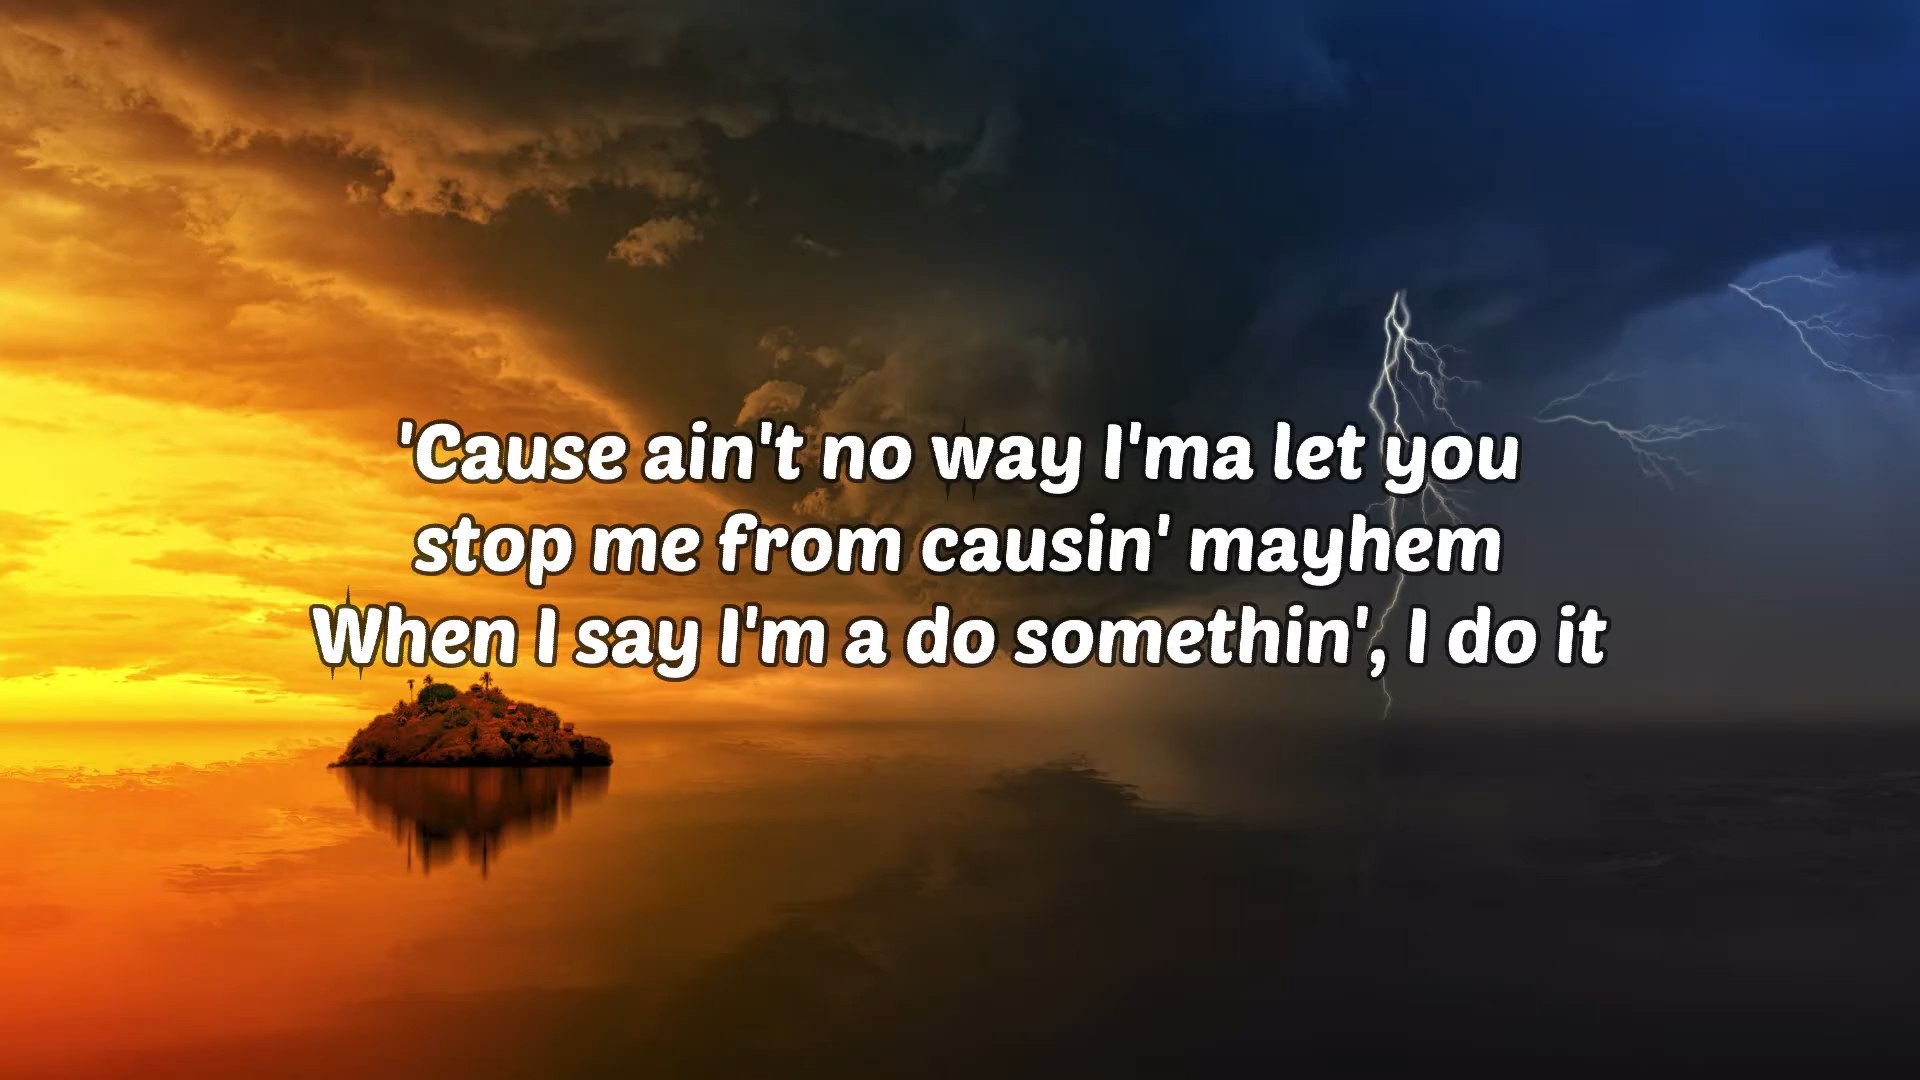 'Cause ain't no way I'ma let you
stop me from causin' mayhem
When I say I'm a do somethin', I do it